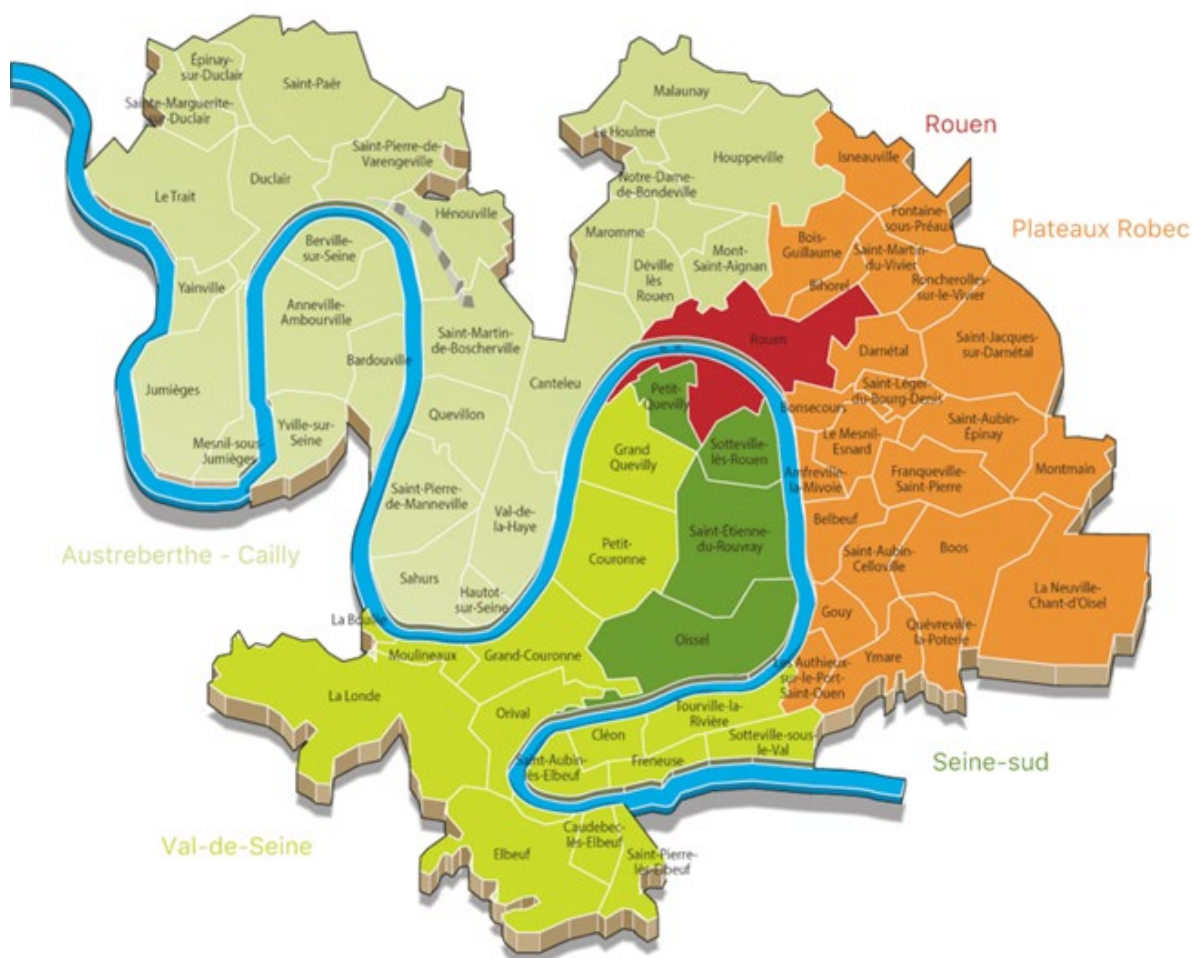 Épinay-
sur-Duclair
Saint-Paër
Sainte-Marguerite-
sur-Duclair
Saint-Pierre-de-
Varengeville
Le Trait
Duclair
Hénouville
Berville-
sur-Seine
Yainville
Anneville-
Ambourville
Saint-Martin-
de-Boscherville
Bardouville
Jumièges
Quevillon
Yville-sur-
Seine
Mesnil-sous-
Jumièges
Saint-Pierre-
de-Manneville
Val-de-
la-Haye
Sahurs
Hautot-
sur-Seine
Canteleu
Malaunay
Le Houlme
Houppeville
Notre-Dame-
de-Bondeville
Maromme
Mont-
Saint-Aignan
Déville
lès
Rouen
Austreberthe - Cailly
Rouen
Rouen
Isneauville
Fontaine-
sous-Préaux
Plateaux Robec
Bois-
Guillaume
Saint-Martin-
du-Vivier
Bihorel
Roncherolles-
sur-le-Vivier
Darnétal
Saint-Jacques-
sur-Darnétal
Saint-Léger-
du-Bourg-Denis
Bonsecours
Le Mesnil-
Esnard
Saint-Aubin-
Épinay
Amfreville-
la-Mivoie
Franqueville-
Saint-Pierre
Montmain
Belbeuf
Saint-Aubin-
Celloville
Boos
La Neuville-
Chant-d'Oisel
Gouy
Quévreville-
la-Poterie
Ymare
Les Authieux-
sur-le-Port-
Saint-Ouen
Petit-
Quevilly
Grand
Quevilly
Sotteville-
lès-Rouen
Petit-
Couronne
Saint-Étienne-
du-Rouvray
Oissel
Seine-sud
La Bouille
Moulineaux
Grand-Couronne
La Londe
Orival
Cléon
Tourville-la-
Rivière
Sotteville-sous-
le-Val
Saint-Aubin-
lès-Elbeuf
Freneuse
Caudebec-
lès-Elbeuf
Elbeuf
Saint-Pierre-
lès-Elbeuf
Val-de-Seine